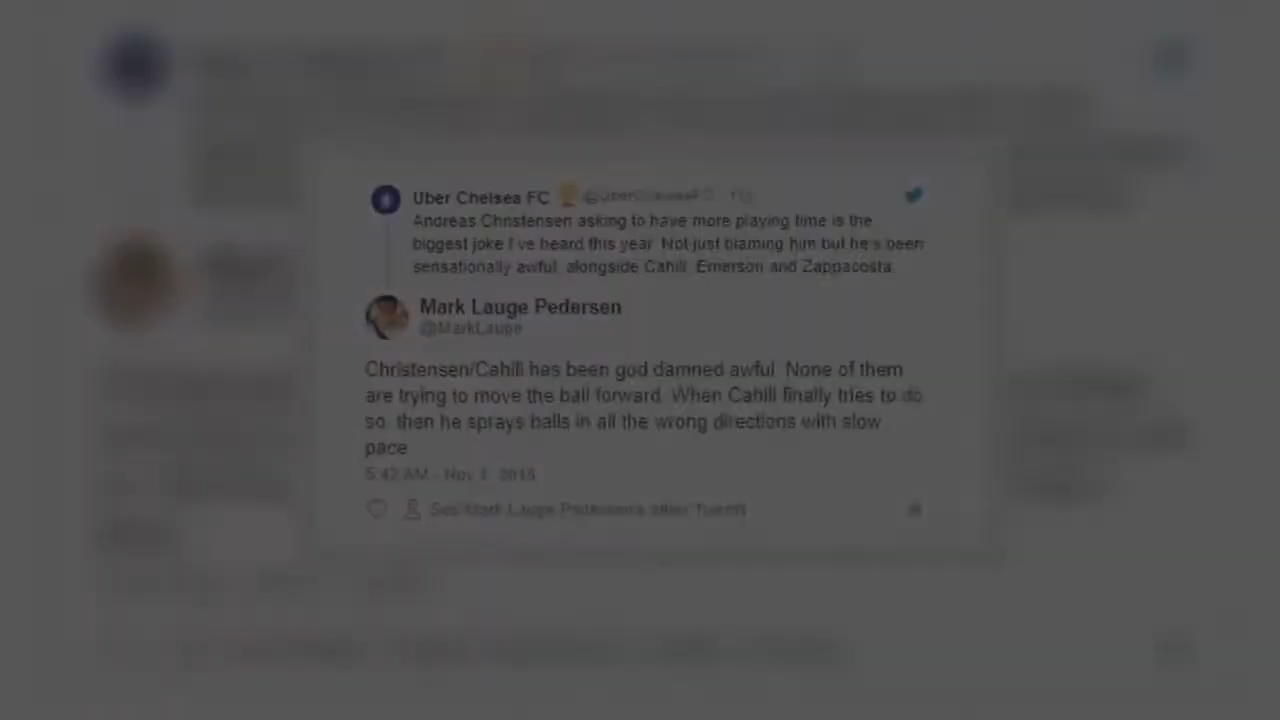 Uber Chelsea FC @UberChelseaFC
Andreas Christensen asking to have more playing time is the
biggest joke I've heard this year. Not just blaming him but he's been
sensationally awful, alongside Cahill, Emerson and Zappacosta.
Mark Lauge Pedersen
@MarkLauge
Christensen/Cahill has been god damned awful. None of them
are trying to move the ball forward. When Cahill finally tries to do
so, then he sprays balls in all the wrong directions with slow
pace
5:42 AM - Nov 1, 2018
See Mark Lauge Pedersen's other Tweets